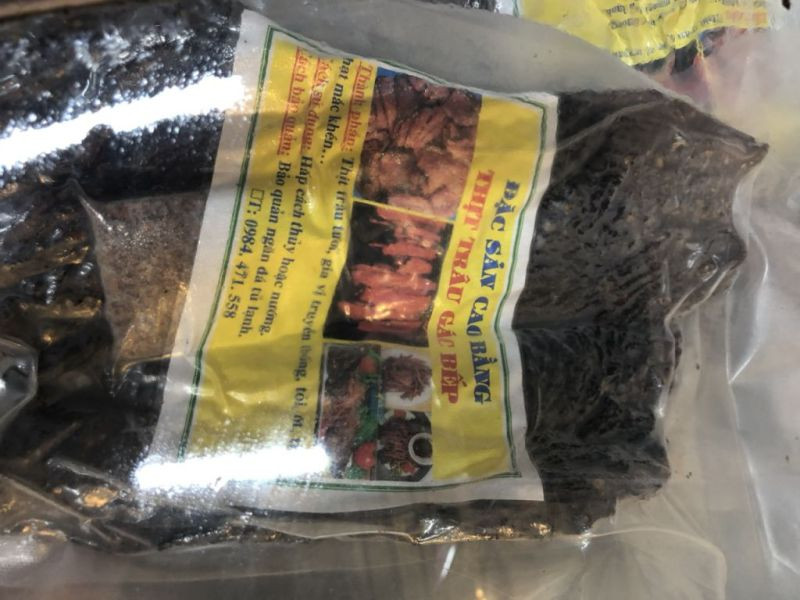 ĐẶC SẢN CAO BẰNG
THỊT TRÂU GÁC BẾP
Thành phần: Thịt trâu tươi, gia vị truyền thống, tỏi ớt
hạt mắc khén...
Cách sử dụng: Hấp cách thủy hoặc nướng.
Cách bảo quản: Bảo quản ngăn đá tủ lạnh.
□T: 0984. 471. 558